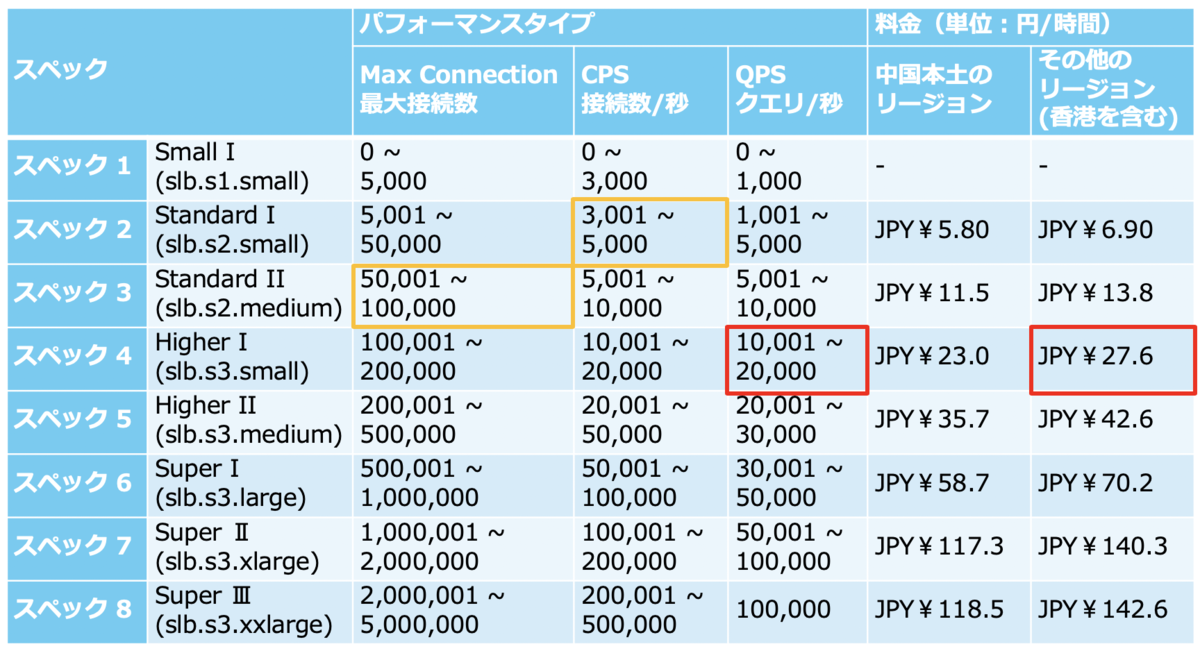 スペック
パフォーマンスタイプ
料金（単位：円/時間）
Max Connection
最大接続数
CPS
接続数/秒
QPS
クエリ/秒
中国本土の
リージョン
その他の
リージョン
(香港を含む)
スペック 1
Small I
(slb.s1.small)
0 ~
5,000
0 ~
3,000
0 ~
1,000
-
-
スペック 2
Standard I
(slb.s2.small)
5,001 ~
50,000
3,001 ~
5,000
1,001 ~
5,000
JPY￥5.80
JPY￥6.90
スペック 3
Standard II
(slb.s2.medium)
50,001 ~
100,000
5,001 ~
10,000
5,001 ~
10,000
JPY￥11.5
JPY￥13.8
スペック 4
Higher I
(slb.s3.small)
100,001 ~
200,000
10,001 ~
20,000
10,001 ~
20,000
JPY￥23.0
JPY￥27.6
スペック 5
Higher II
(slb.s3.medium)
200,001 ~
500,000
20,001 ~
50,000
20,001 ~
30,000
JPY￥35.7
JPY￥42.6
スペック 6
Super I
(slb.s3.large)
500,001 ~
1,000,000
50,001 ~
100,000
30,001 ~
50,000
JPY￥58.7
JPY￥70.2
スペック 7
Super Ⅱ
(slb.s3.xlarge)
1,000,001 ~
2,000,000
100,001 ~
200,000
50,001 ~
100,000
JPY￥117.3
JPY￥140.3
スペック 8
Super Ⅲ
(slb.s3.xxlarge)
2,000,001 ~
5,000,000
200,001 ~
500,000
100,000
JPY￥118.5
JPY￥142.6